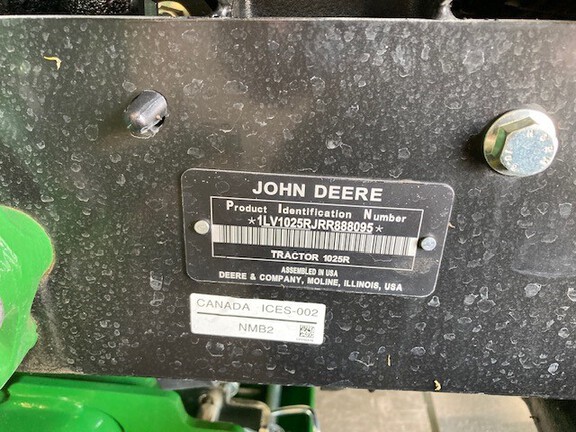 JOHN DEERE
Product Identification Number
*1LV1025RJRR888095*
TRACTOR 1025R
ASSEMBLED IN USA
DEERE & COMPANY, MOLINE, ILLINOIS, USA
CANADA ICES-002
NMB2